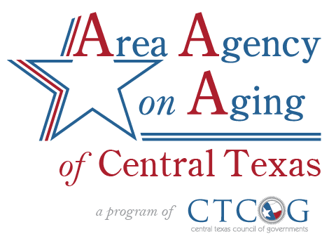 Area Agency
on Aging
of Central Texas
a program of CTCOG
central texas council of governments